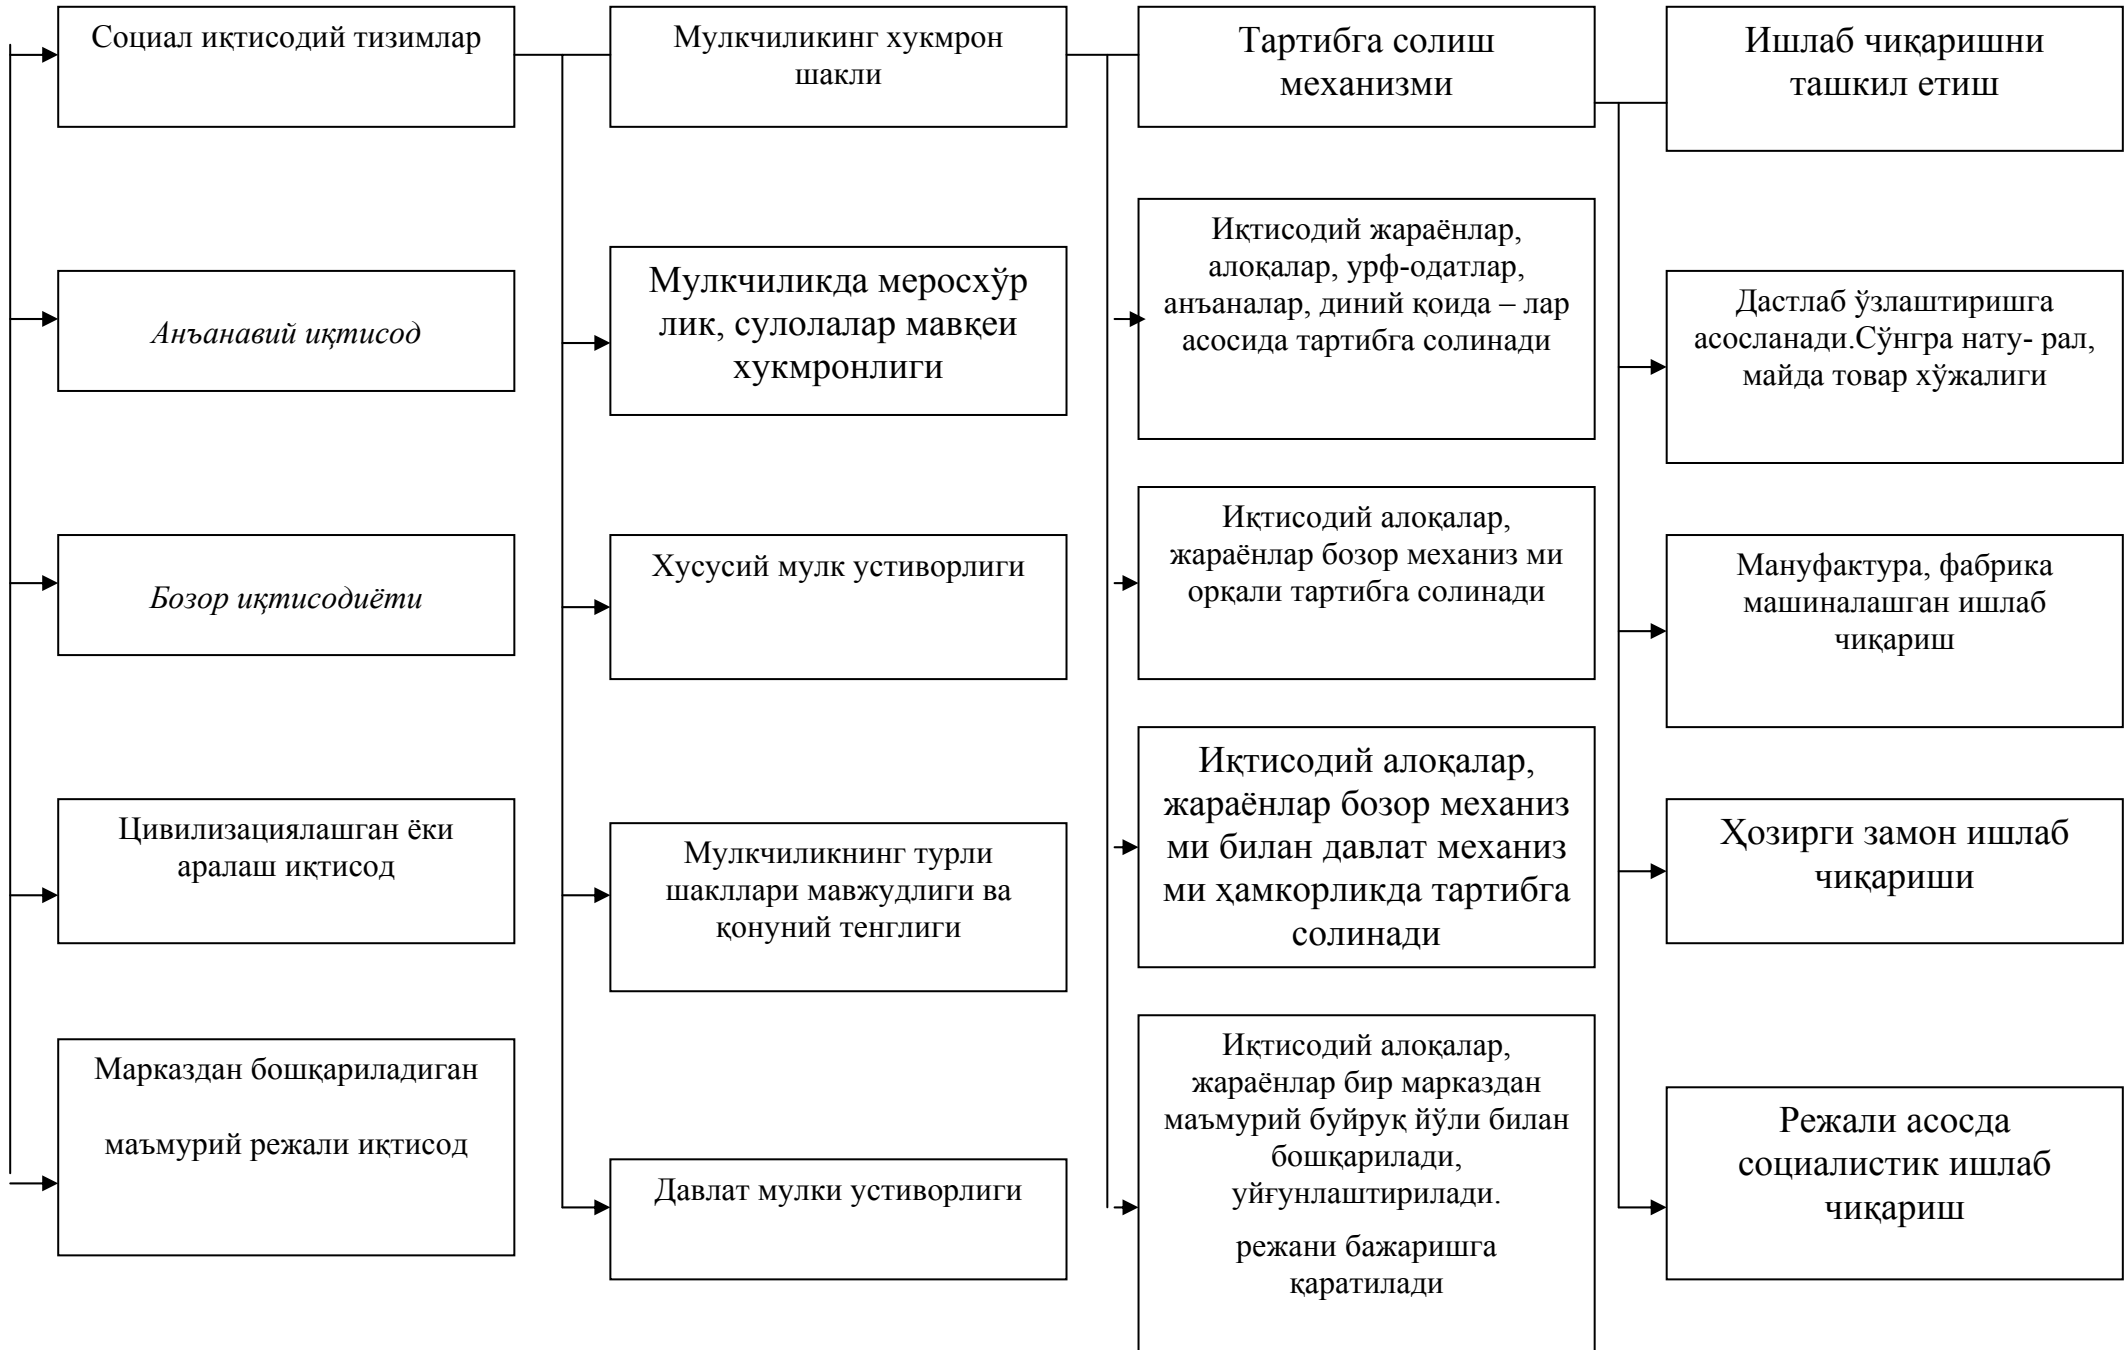 Социал иқтисодий тизимлар
Мулкчиликинг хукмрон
шакли
Тартибга солиш
механизми
Ишлаб чиқаришни
ташкил етиш
Анъанавий иқтисод
Мулкчиликда меросхўр
лик, сулолалар мавқеи
хукмронлиги
Иқтисодий жараёнлар,
алоқалар, урф-одатлар,
анъаналар, диний қоида – лар
асосида тартибга солинади
Дастлаб ўзлаштиришга
асосланади.Сўнгра нату- рал,
майда товар хўжалиги
Бозор иқтисодиёти
Хусусий мулк устиворлиги
Иқтисодий алоқалар,
жараёнлар бозор механиз ми
орқали тартибга солинади
Мануфактура, фабрика
машиналашган ишлаб
чиқариш
Цивилизациялашган ёки
аралаш иқтисод
Мулкчиликнинг турли
шакллари мавжудлиги ва
қонуний тенглиги
Иқтисодий алоқалар,
жараёнлар бозор механиз
ми билан давлат механиз
ми ҳамкорликда тартибга
солинади
Ҳозирги замон ишлаб
чиқариши
Марказдан бошқариладиган
маъмурий режали иқтисод
Давлат мулки устиворлиги
Иқтисодий алоқалар,
жараёнлар бир марказдан
маъмурий буйруқ йўли билан
бошқарилади,
уйғунлаштирилади.
режани бажаришга
қаратилади
Режали асосда
социалистик ишлаб
чиқариш